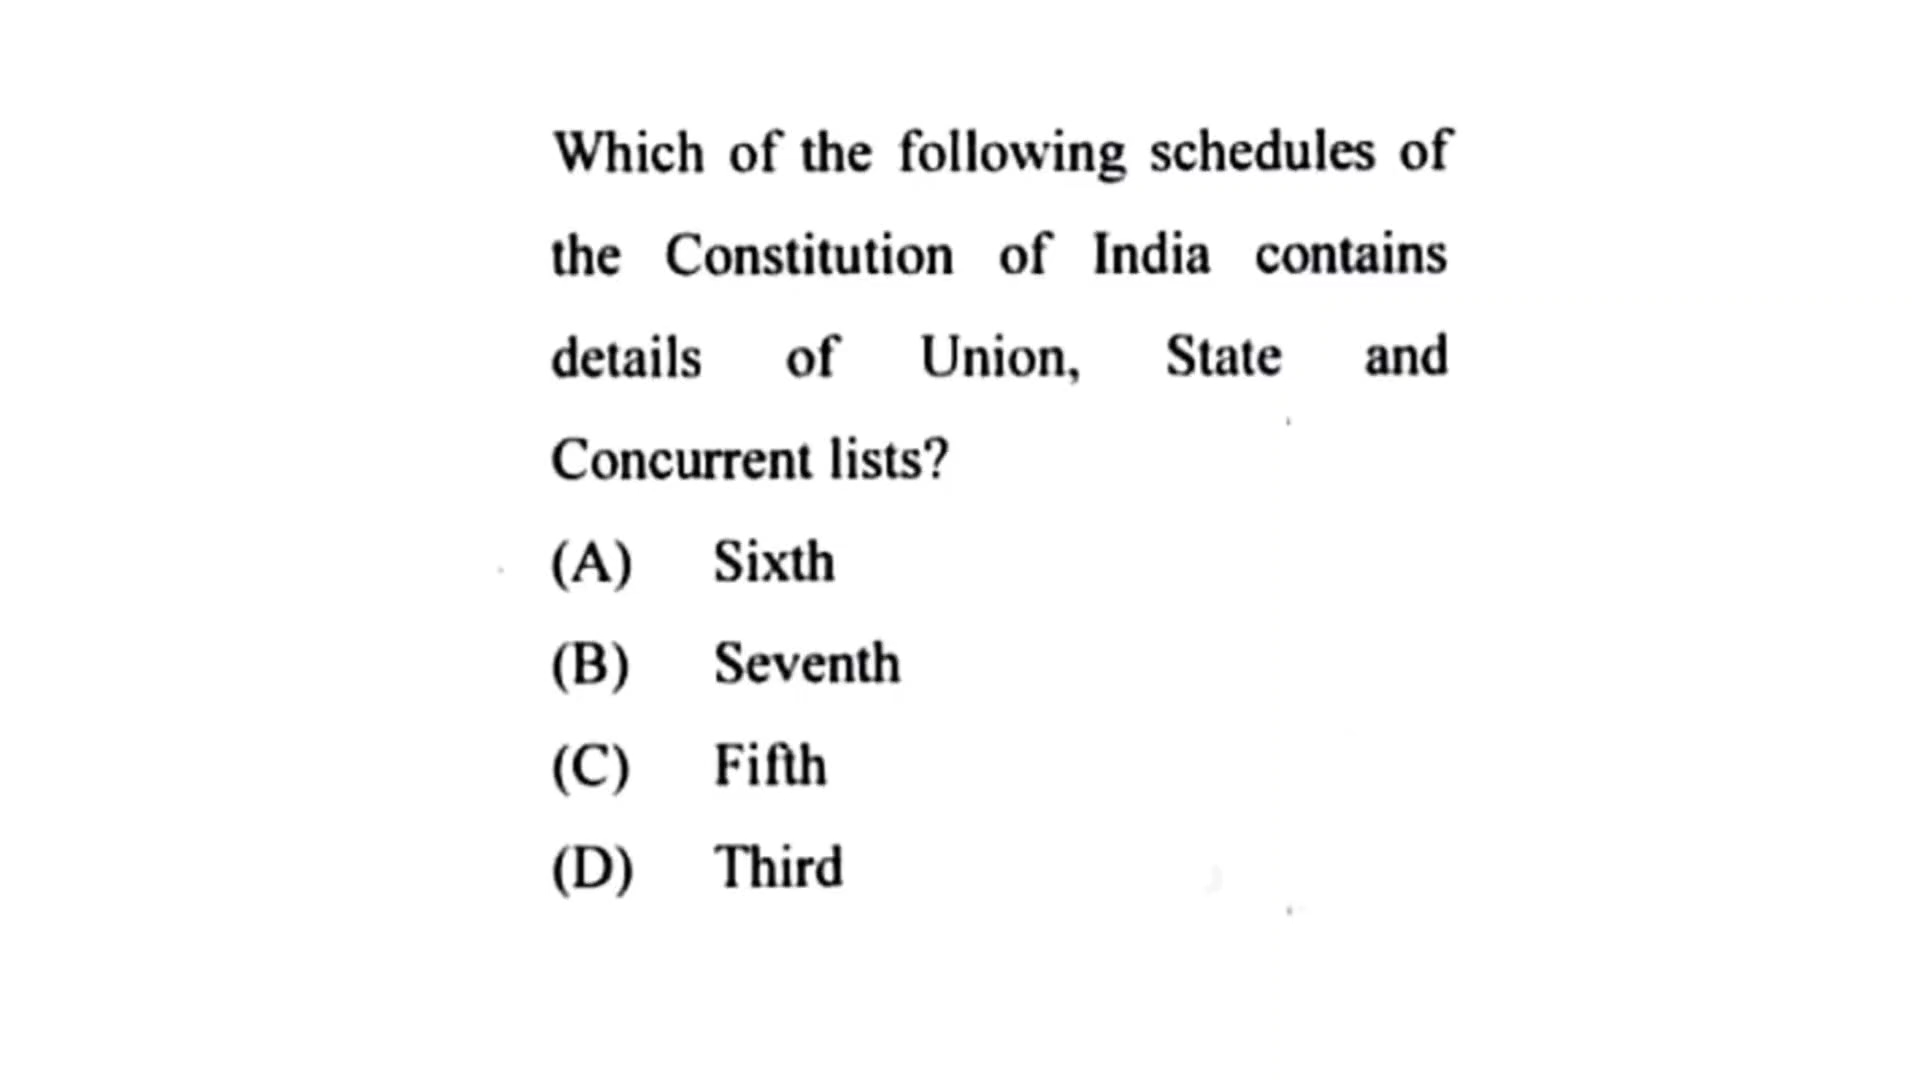 Which of the following schedules of
the Constitution of India contains
details of Union, State and
Concurrent lists?
(A) Sixth
(B) Seventh
(C) Fifth
(D) Third